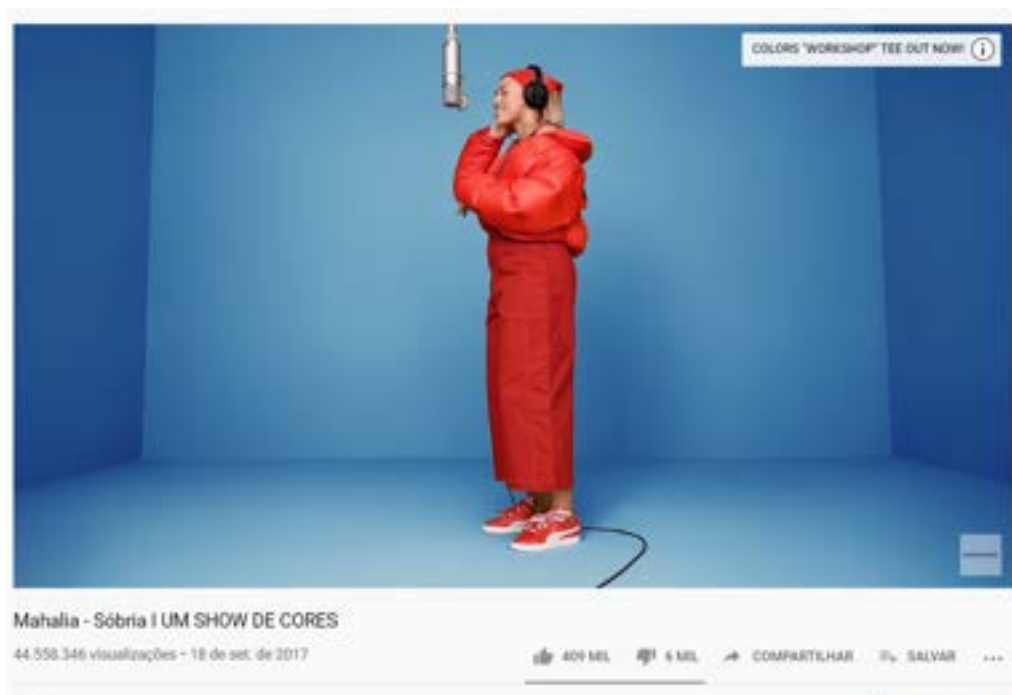 COLORS "WORKSHOP" TEE OUT NOW!
Mahalia - Sóbria I UM SHOW DE CORES
44.558.346 visualizações • 18 de set. de 2017
409 MIL 6 MIL COMPARTILHAR SALVAR